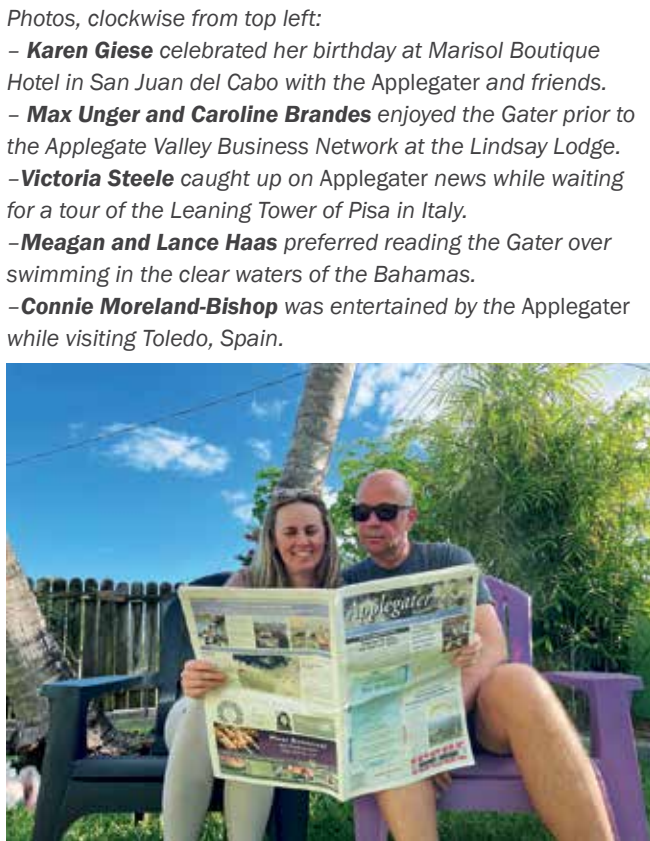 Photos, clockwise from top left:
– Karen Giese celebrated her birthday at Marisol Boutique
Hotel in San Juan del Cabo with the Applegater and friends.
– Max Unger and Caroline Brandes enjoyed the Gater prior to
the Applegate Valley Business Network at the Lindsay Lodge.
–Victoria Steele caught up on Applegater news while waiting
for a tour of the Leaning Tower of Pisa in Italy.
–Meagan and Lance Haas preferred reading the Gater over
swimming in the clear waters of the Bahamas.
–Connie Moreland-Bishop was entertained by the Applegater
while visiting Toledo, Spain.
Applegater